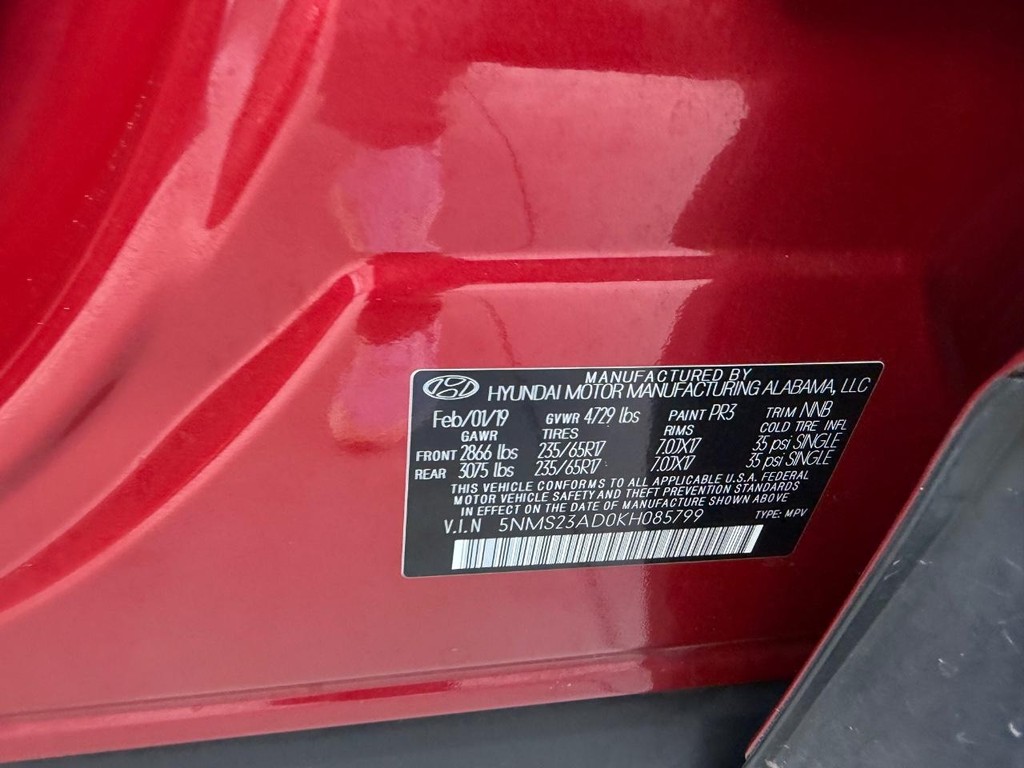 MANUFACTURED BY
HYUNDAI MOTOR MANUFACTURING ALABAMA, LLC
Feb/01/19 GVWR 4729 lbs PAINT PR3 TRIM NNB
GAWR TIRES RIMS COLD TIRE INFL
FRONT 2866 lbs 235/65R17 7.0JX17 35 psi SINGLE
REAR 3075 lbs 235/65R17 7.0JX17 35 psi SINGLE
THIS VEHICLE CONFORMS TO ALL APPLICABLE U.S.A. FEDERAL
MOTOR VEHICLE SAFETY AND THEFT PREVENTION STANDARDS
IN EFFECT ON THE DATE OF MANUFACTURE SHOWN ABOVE
V.I.N 5NMS23AD0KH085799 TYPE: MPV